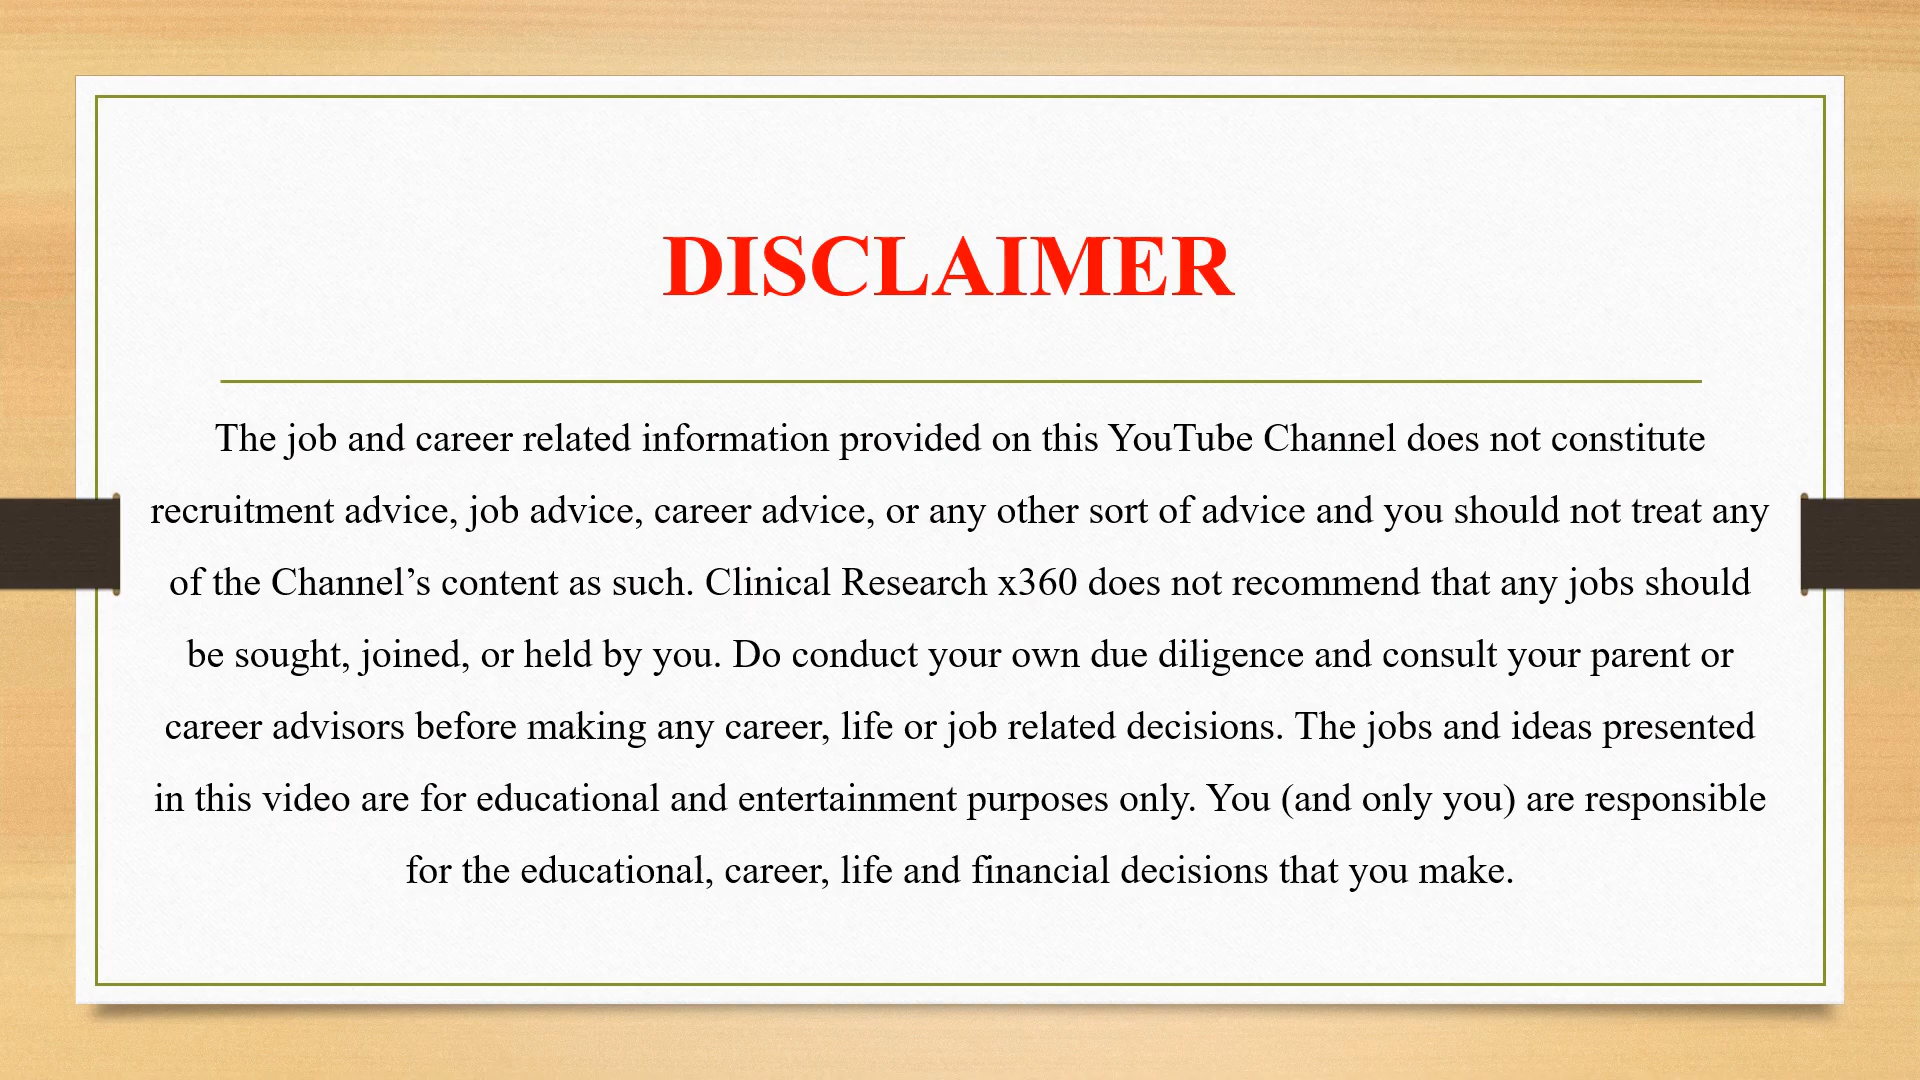 DISCLAIMER
The job and career related information provided on this YouTube Channel does not constitute
recruitment advice, job advice, career advice, or any other sort of advice and you should not treat any
of the Channel’s content as such. Clinical Research x360 does not recommend that any jobs should
be sought, joined, or held by you. Do conduct your own due diligence and consult your parent or
career advisors before making any career, life or job related decisions. The jobs and ideas presented
in this video are for educational and entertainment purposes only. You (and only you) are responsible
for the educational, career, life and financial decisions that you make.